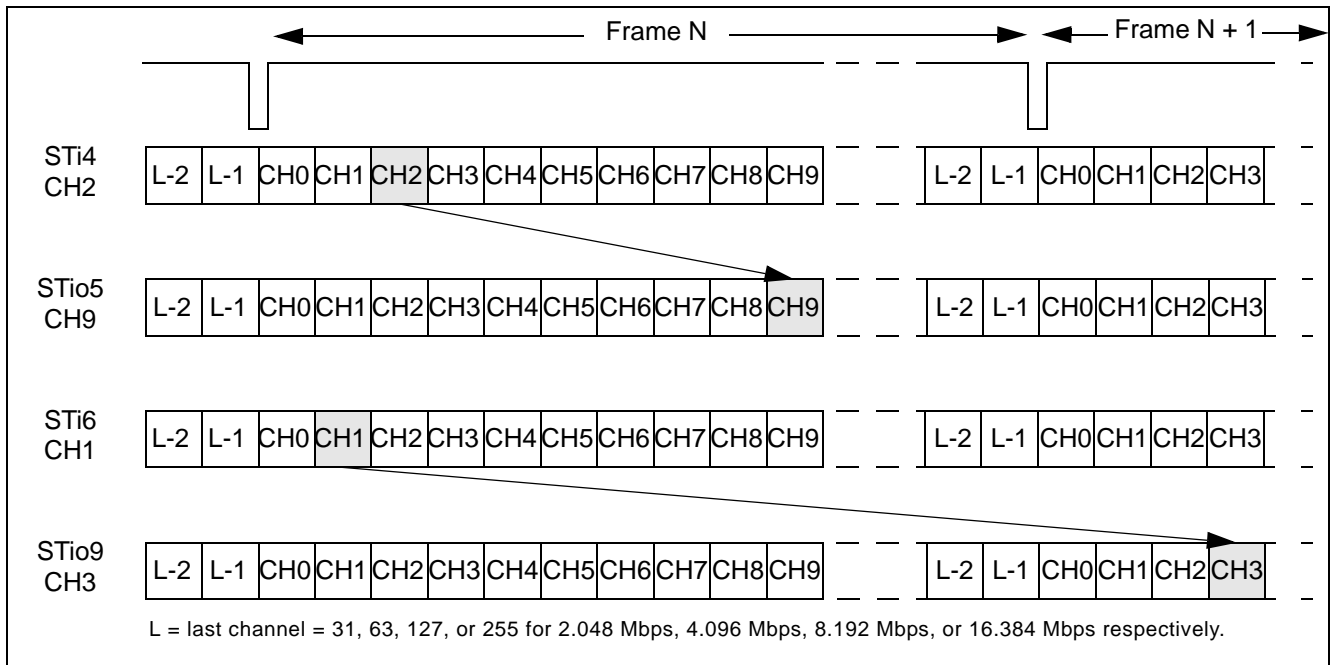 Frame N Frame N + 1
STi4
CH2
L-2 L-1 CH0 CH1 CH2 CH3 CH4 CH5 CH6 CH7 CH8 CH9 L-2 L-1 CH0 CH1 CH2 CH3
STio5
CH9
L-2 L-1 CH0 CH1 CH2 CH3 CH4 CH5 CH6 CH7 CH8 CH9 L-2 L-1 CH0 CH1 CH2 CH3
STi6
CH1
L-2 L-1 CH0 CH1 CH2 CH3 CH4 CH5 CH6 CH7 CH8 CH9 L-2 L-1 CH0 CH1 CH2 CH3
STio9
CH3
L-2 L-1 CH0 CH1 CH2 CH3 CH4 CH5 CH6 CH7 CH8 CH9 L-2 L-1 CH0 CH1 CH2 CH3
L = last channel = 31, 63, 127, or 255 for 2.048 Mbps, 4.096 Mbps, 8.192 Mbps, or 16.384 Mbps respectively.